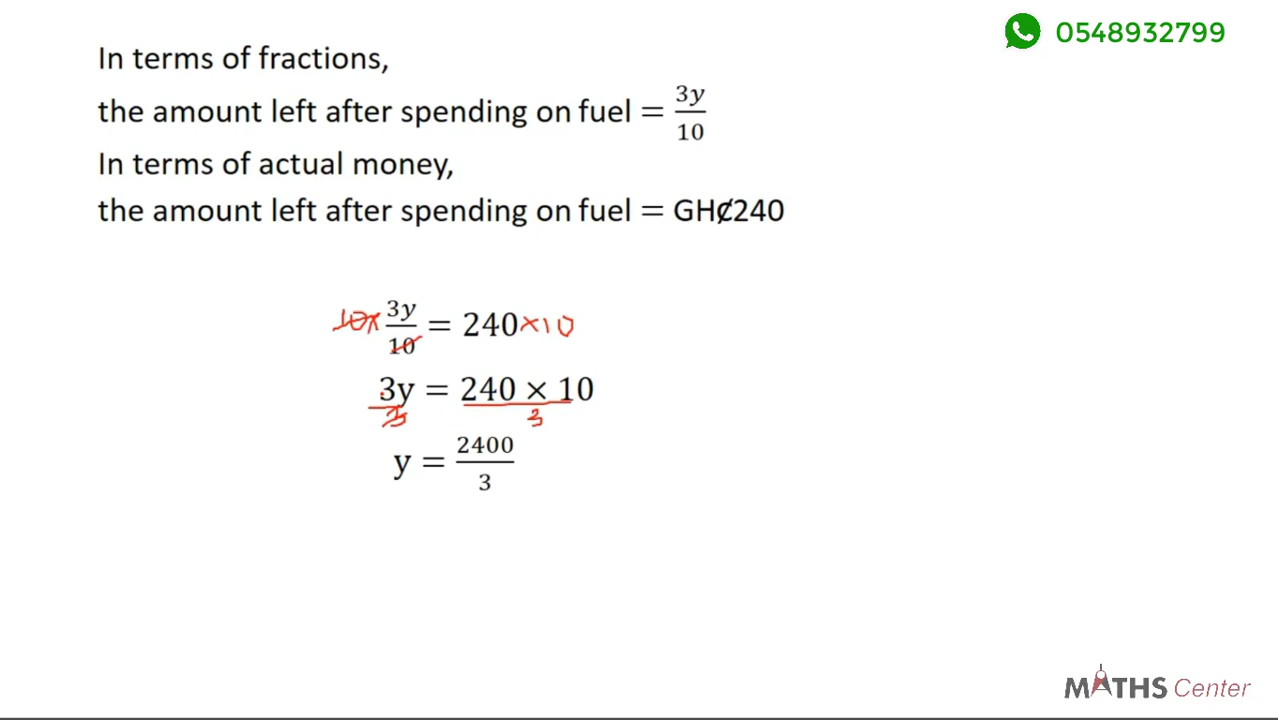 0548932799
In terms of fractions,
the amount left after spending on fuel = 3y/10
In terms of actual money,
the amount left after spending on fuel = GH₵240
10× 3y/10 = 240 ×10
3y = 240 × 10
3 3
y = 2400/3
MATHS Center